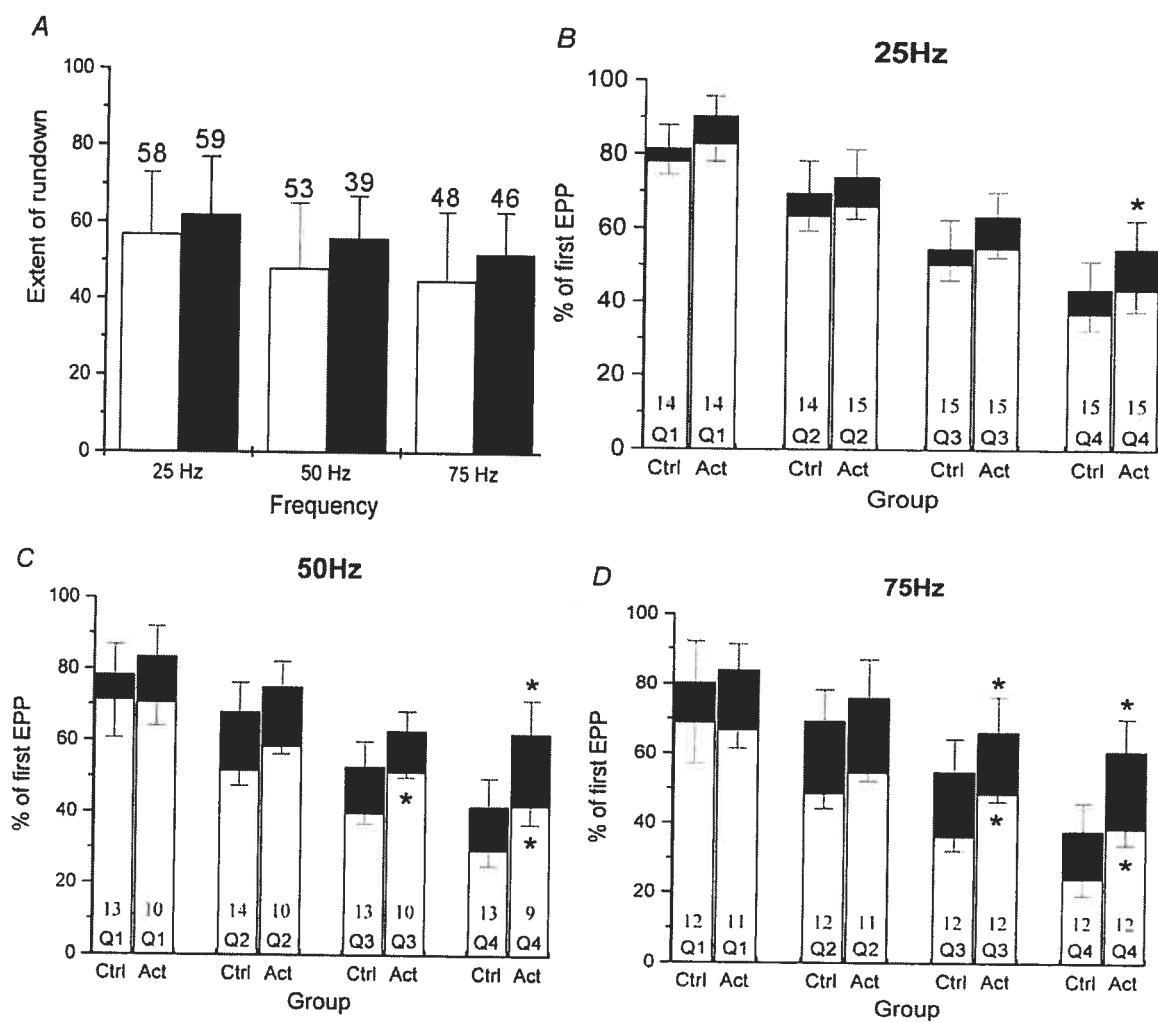 A
100
80
60
40
20
0
Extent of rundown
58 59 53 39 48 46
25 Hz 50 Hz 75 Hz
Frequency
B
25Hz
100
80
60
40
20
0
% of first EPP
*
14 14 14 15 15 15 15 15
Q1 Q1 Q2 Q2 Q3 Q3 Q4 Q4
Ctrl Act Ctrl Act Ctrl Act Ctrl Act
Group
C
50Hz
100
80
60
40
20
0
% of first EPP
*
* *
13 10 14 10 13 10 13 9
Q1 Q1 Q2 Q2 Q3 Q3 Q4 Q4
Ctrl Act Ctrl Act Ctrl Act Ctrl Act
Group
D
75Hz
100
80
60
40
20
0
% of first EPP
* *
* *
12 11 12 11 12 12 12 12
Q1 Q1 Q2 Q2 Q3 Q3 Q4 Q4
Ctrl Act Ctrl Act Ctrl Act Ctrl Act
Group